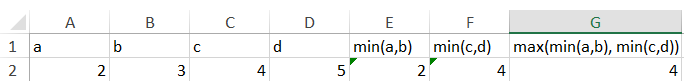 A B C D E F G
1 a b c d min(a,b) min(c,d) max(min(a,b), min(c,d))
2 2 3 4 5 2 4 4